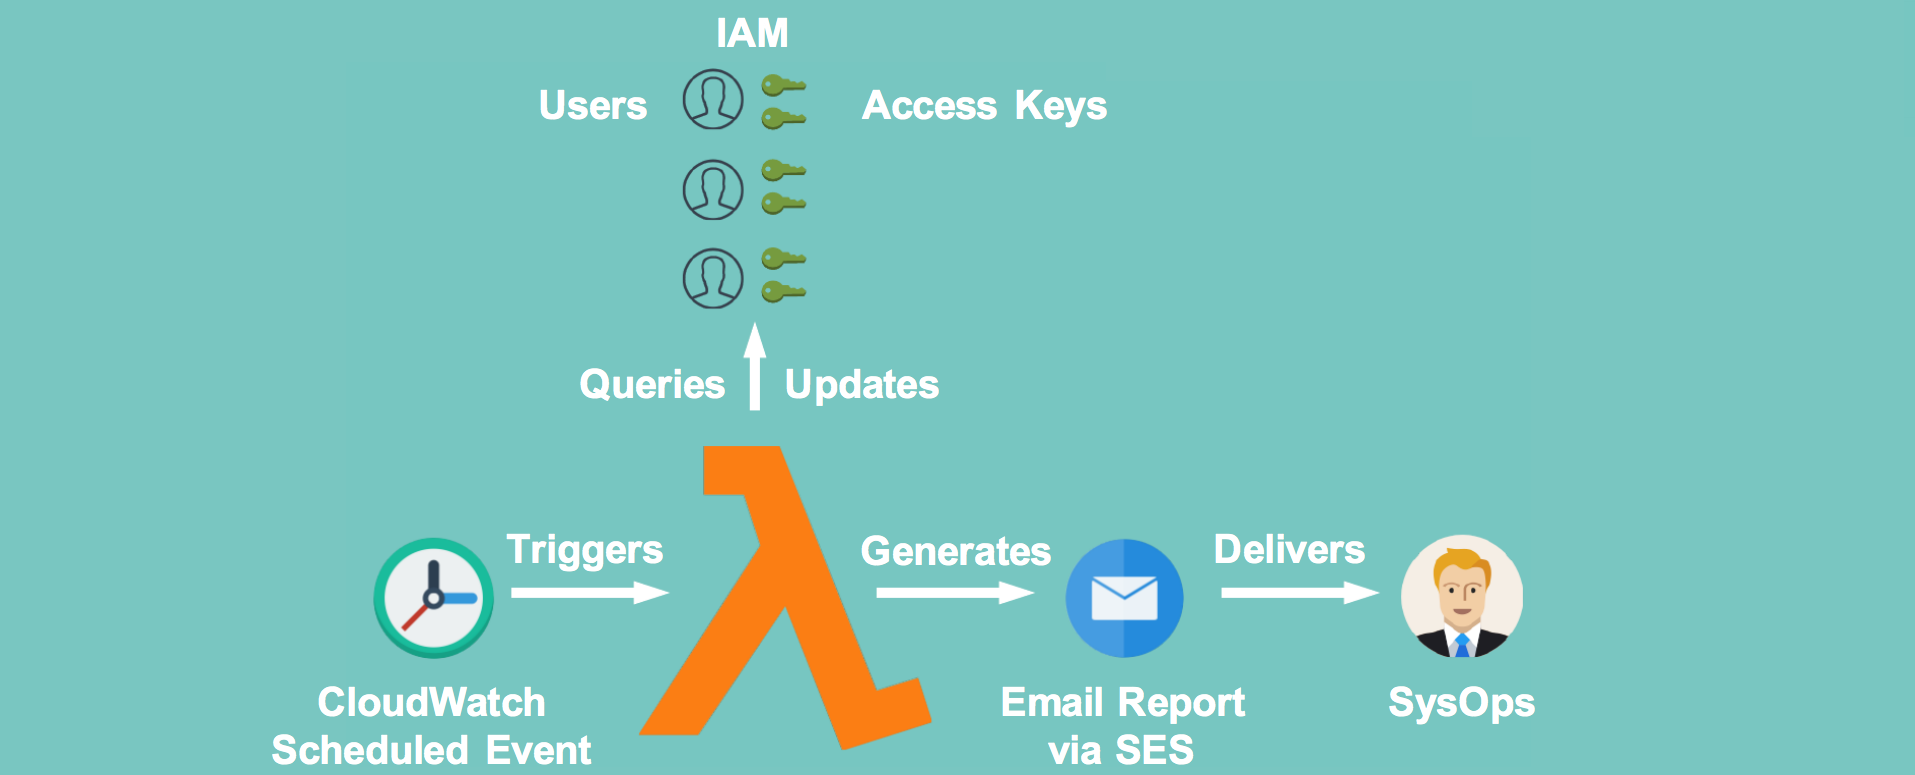 IAM
Users
Access Keys
Queries
Updates
Triggers
Generates
Delivers
CloudWatch
Scheduled Event
Email Report
via SES
SysOps